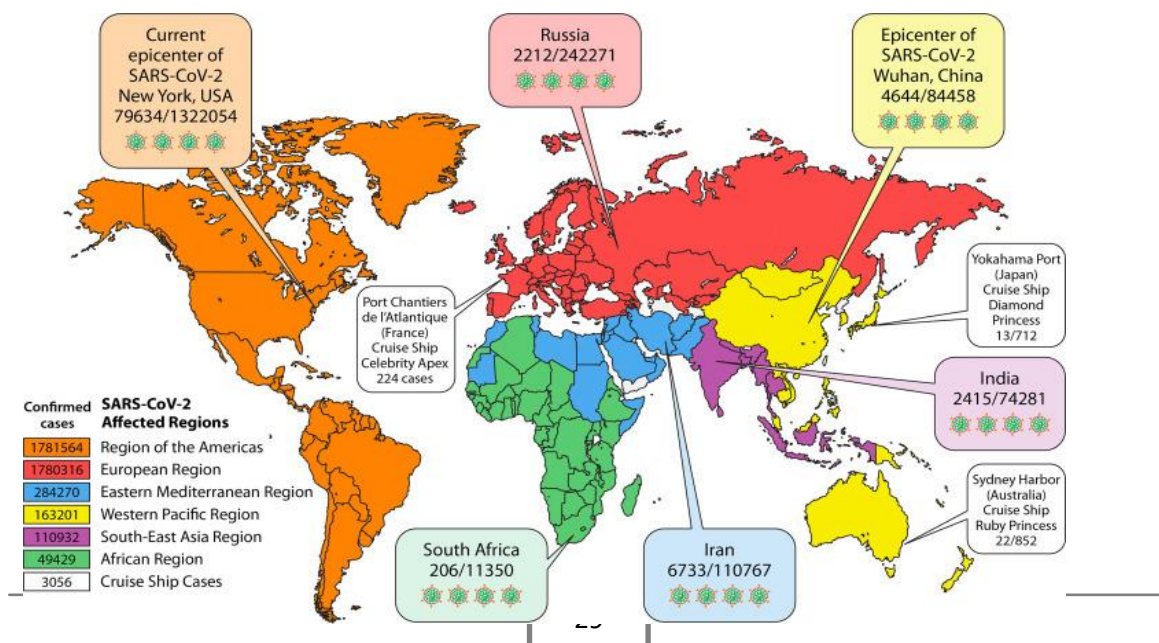 Current
epicenter of
SARS-CoV-2
New York, USA
79634/1322054
Russia
2212/242271
Epicenter of
SARS-CoV-2
Wuhan, China
4644/84458
Yokahama Port
(Japan)
Cruise Ship
Diamond
Princess
13/712
Port Chantiers
de l'Atlantique
(France)
Cruise Ship
Celebrity Apex
224 cases
India
2415/74281
Sydney Harbor
(Australia)
Cruise Ship
Ruby Princess
22/852
South Africa
206/11350
Iran
6733/110767
Confirmed cases SARS-CoV-2 Affected Regions
1781564 Region of the Americas
1780316 European Region
284270 Eastern Mediterranean Region
163201 Western Pacific Region
110932 South-East Asia Region
49429 African Region
3056 Cruise Ship Cases